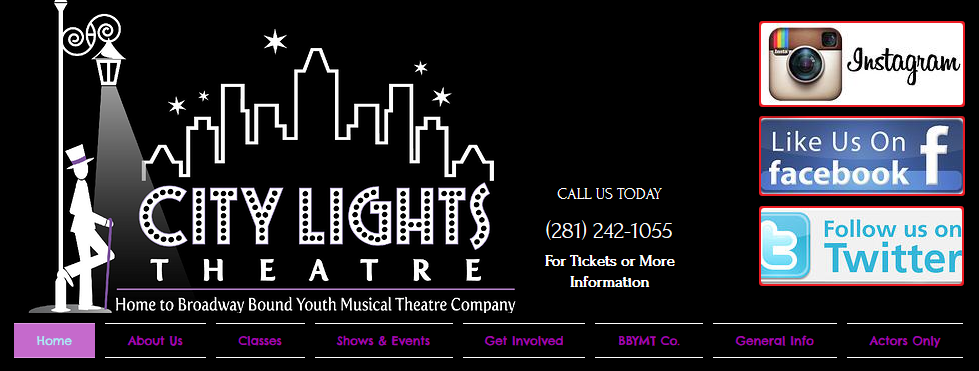 CITY LIGHTS
THEATRE
Home to Broadway Bound Youth Musical Theatre Company
CALL US TODAY
(281) 242-1055
For Tickets or More
Information
Insta
Instagram
Like Us On
facebook
f
t
Follow us on
Twitter
Home
About Us
Classes
Shows & Events
Get Involved
BBYMT Co.
General Info
Actors Only